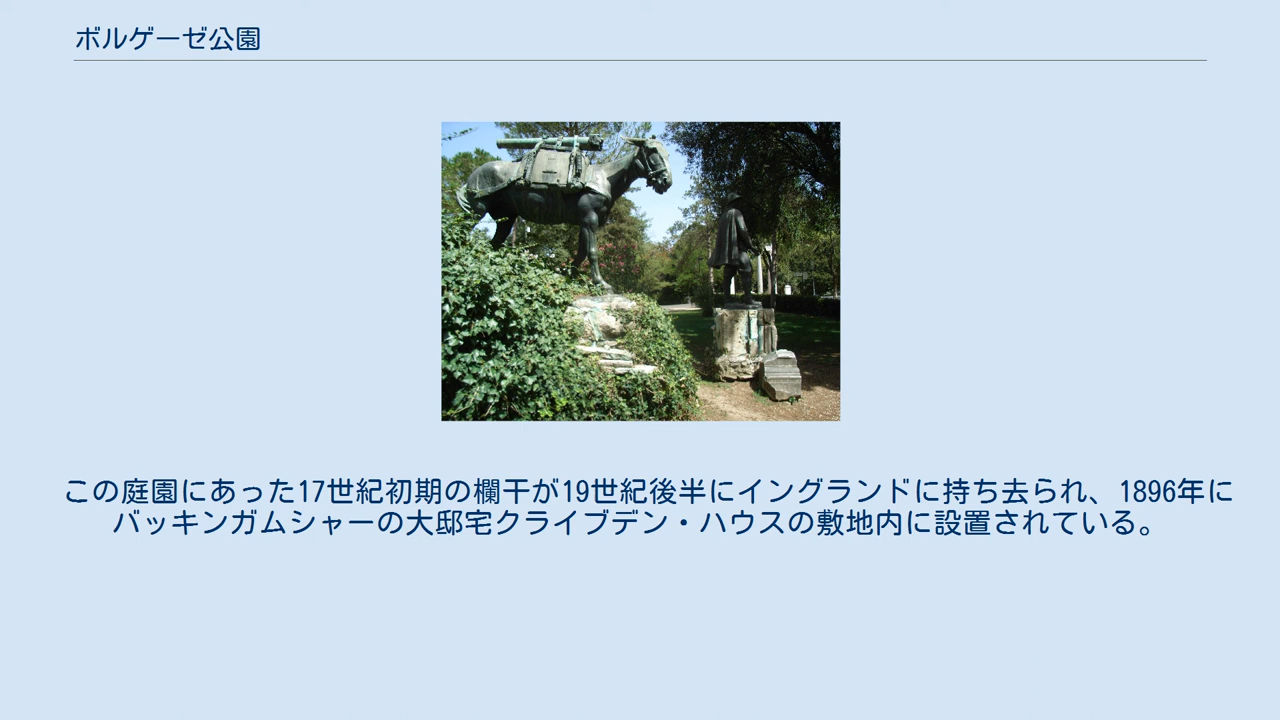 ボルゲーゼ公園
この庭園にあった17世紀初期の欄干が19世紀後半にイングランドに持ち去られ、1896年に
バッキンガムシャーの大邸宅クライブデン・ハウスの敷地内に設置されている。